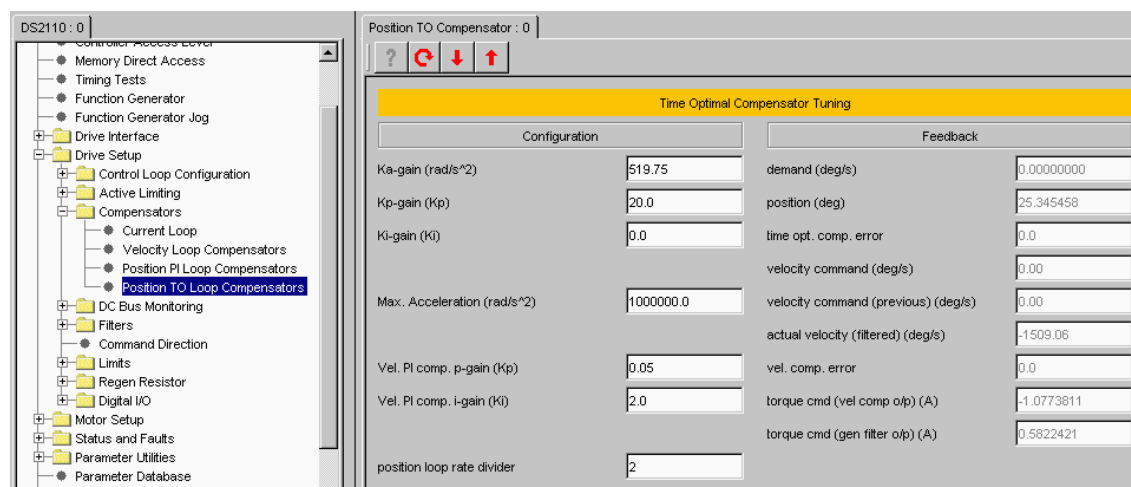 DS2110 : 0
Controller Access Level
Memory Direct Access
Timing Tests
Function Generator
Function Generator Jog
Drive Interface
Drive Setup
Control Loop Configuration
Active Limiting
Compensators
Current Loop
Velocity Loop Compensators
Position PI Loop Compensators
Position TO Loop Compensators
DC Bus Monitoring
Filters
Command Direction
Limits
Regen Resistor
Digital I/O
Motor Setup
Status and Faults
Parameter Utilities
Parameter Database
Position TO Compensator : 0
?
Time Optimal Compensator Tuning
Configuration
Ka-gain (rad/s^2) 519.75
Kp-gain (Kp) 20.0
Ki-gain (Ki) 0.0
Max. Acceleration (rad/s^2) 1000000.0
Vel. PI comp. p-gain (Kp) 0.05
Vel. PI comp. i-gain (Ki) 2.0
position loop rate divider 2
Feedback
demand (deg/s) 0.00000000
position (deg) 25.345458
time opt. comp. error 0.0
velocity command (deg/s) 0.00
velocity command (previous) (deg/s) 0.00
actual velocity (filtered) (deg/s) -1509.06
vel. comp. error 0.0
torque cmd (vel comp o/p) (A) -1.0773811
torque cmd (gen filter o/p) (A) 0.5822421